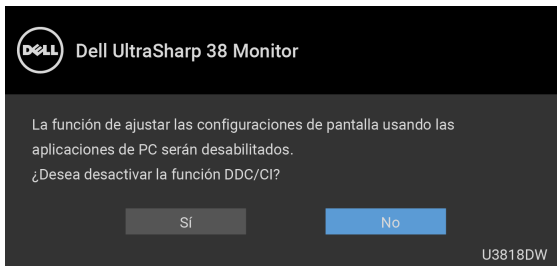 DELL
Dell UltraSharp 38 Monitor
La función de ajustar las configuraciones de pantalla usando las
aplicaciones de PC serán desabilitados.
¿Desea desactivar la función DDC/CI?
Sí No
U3818DW